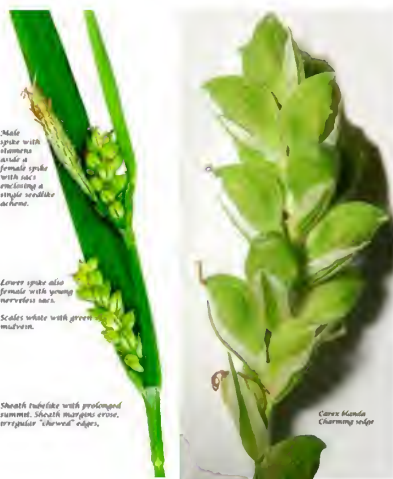 Male
spike with
stamens
aside a
female spike
with sacs
enclosing a
single seedlike
achene.
Lower spike also
female with young
nerveless sacs.
Scales white with green
midvein.
Sheath tubelike with prolonged
summit. Sheath margins erose,
irregular "chewed" edges,
Carex blanda
Charming sedge